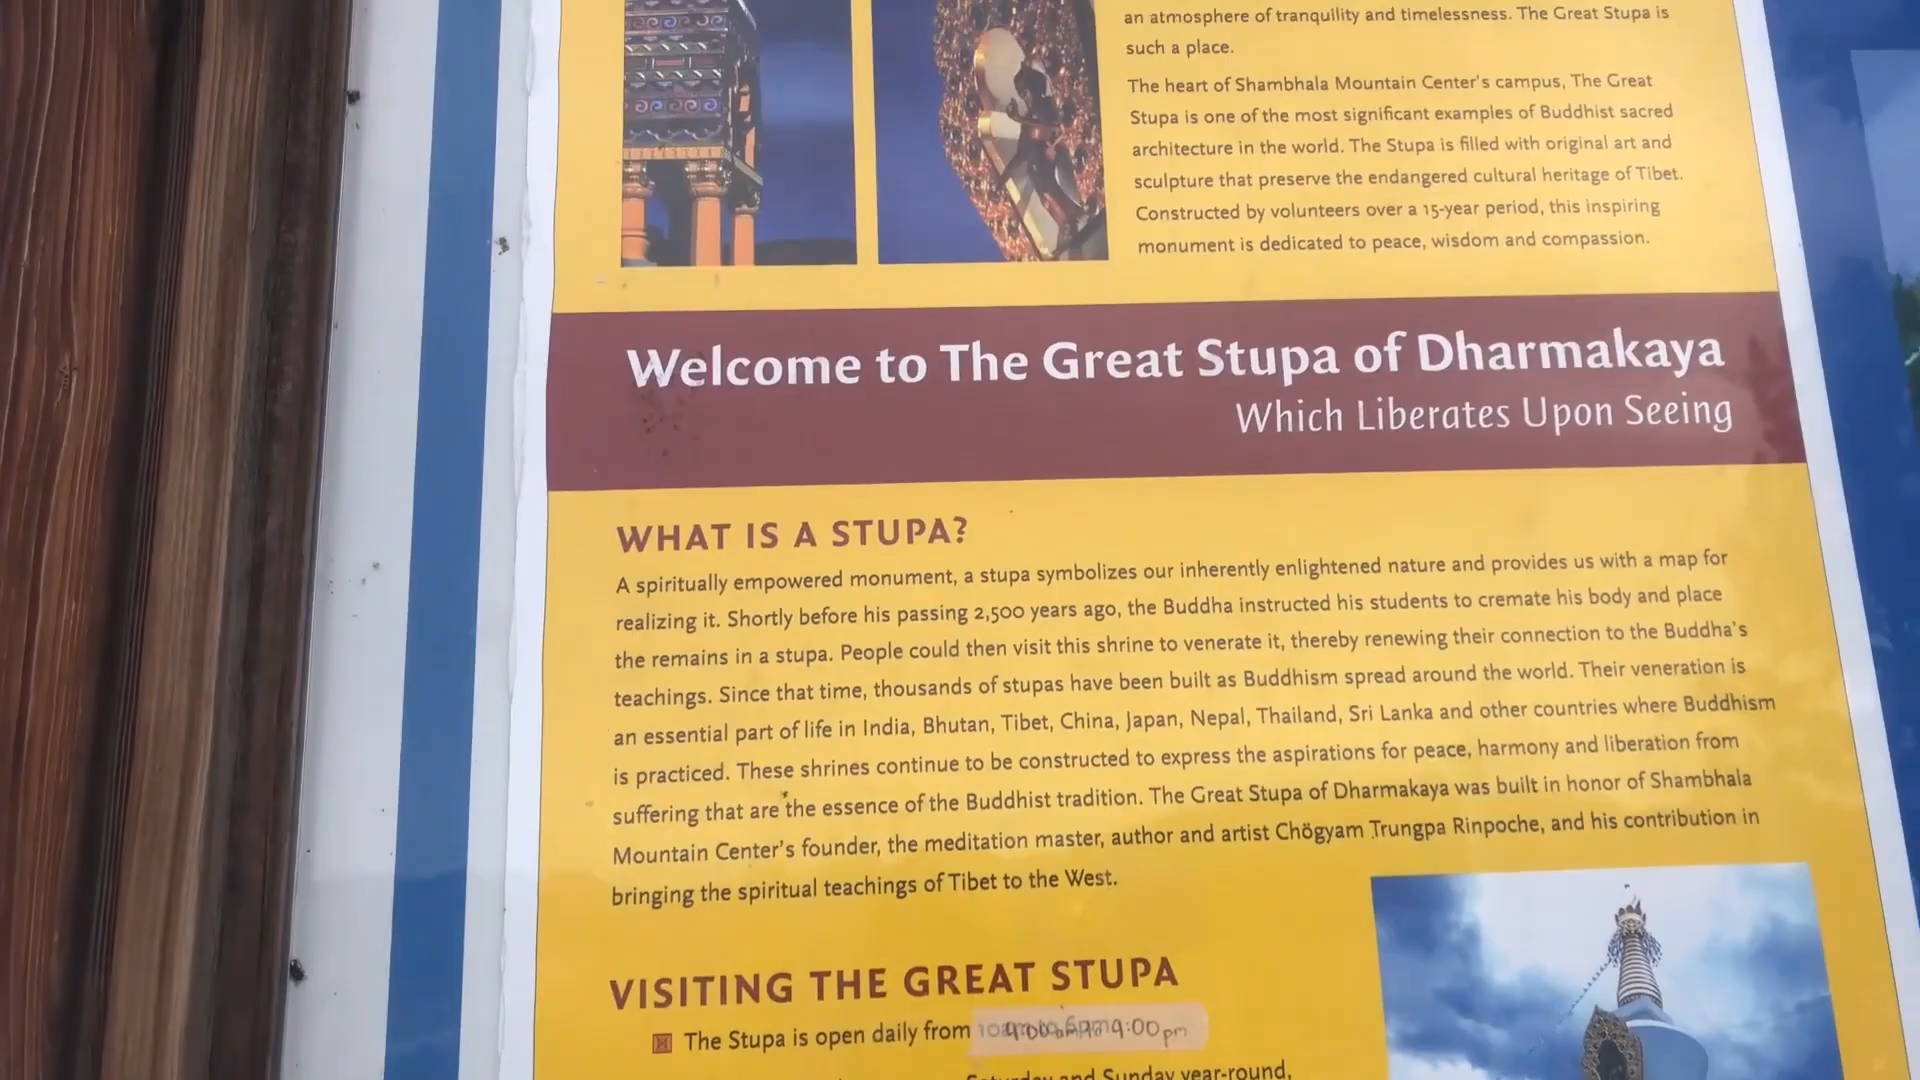 an atmosphere of tranquility and timelessness. The Great Stupa is
such a place.
The heart of Shambhala Mountain Center's campus, The Great
Stupa is one of the most significant examples of Buddhist sacred
architecture in the world. The Stupa is filled with original art and
sculpture that preserve the endangered cultural heritage of Tibet.
Constructed by volunteers over a 15-year period, this inspiring
monument is dedicated to peace, wisdom and compassion.
Welcome to The Great Stupa of Dharmakaya
Which Liberates Upon Seeing
WHAT IS A STUPA?
A spiritually empowered monument, a stupa symbolizes our inherently enlightened nature and provides us with a map for
realizing it. Shortly before his passing 2,500 years ago, the Buddha instructed his students to cremate his body and place
the remains in a stupa. People could then visit this shrine to venerate it, thereby renewing their connection to the Buddha's
teachings. Since that time, thousands of stupas have been built as Buddhism spread around the world. Their veneration is
an essential part of life in India, Bhutan, Tibet, China, Japan, Nepal, Thailand, Sri Lanka and other countries where Buddhism
is practiced. These shrines continue to be constructed to express the aspirations for peace, harmony and liberation from
suffering that are the essence of the Buddhist tradition. The Great Stupa of Dharmakaya was built in honor of Shambhala
Mountain Center's founder, the meditation master, author and artist Chögyam Trungpa Rinpoche, and his contribution in
bringing the spiritual teachings of Tibet to the West.
VISITING THE GREAT STUPA
The Stupa is open daily from 9:00pm
Saturday and Sunday year-round,